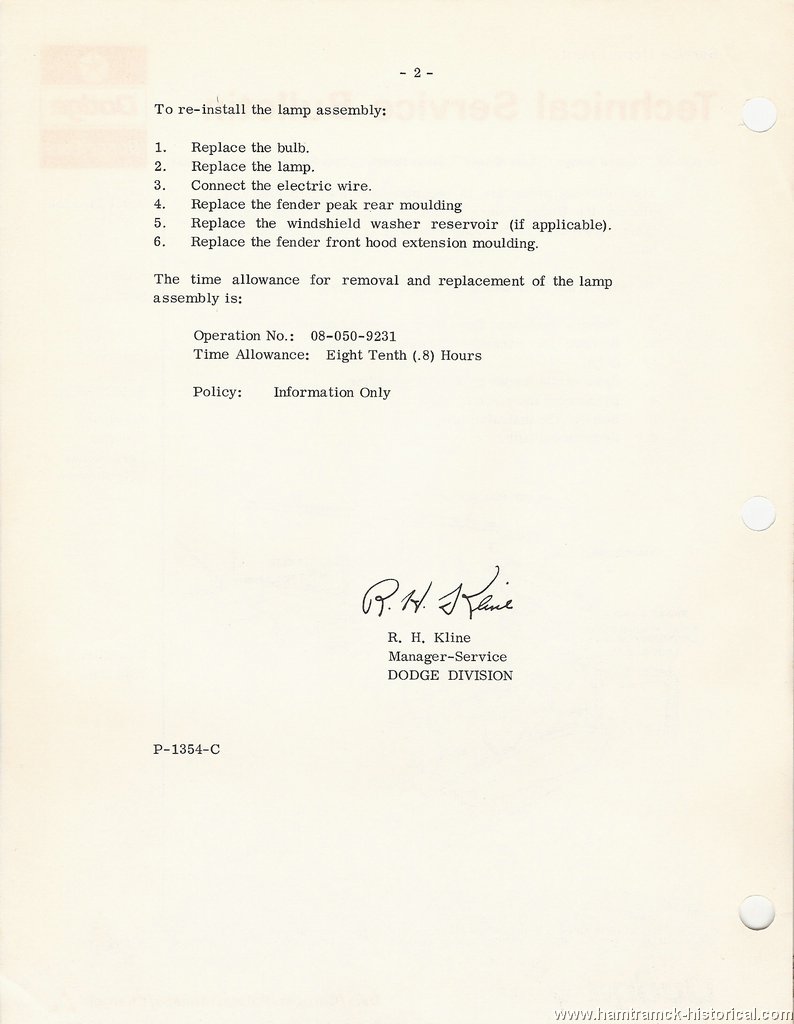 - 2 -
To re-install the lamp assembly:
1. Replace the bulb.
2. Replace the lamp.
3. Connect the electric wire.
4. Replace the fender peak rear moulding
5. Replace the windshield washer reservoir (if applicable).
6. Replace the fender front hood extension moulding.
The time allowance for removal and replacement of the lamp
assembly is:
Operation No.: 08-050-9231
Time Allowance: Eight Tenth (.8) Hours
Policy: Information Only
R. H. Kline
R. H. Kline
Manager-Service
DODGE DIVISION
P-1354-C
www.hamtramck-historical.com